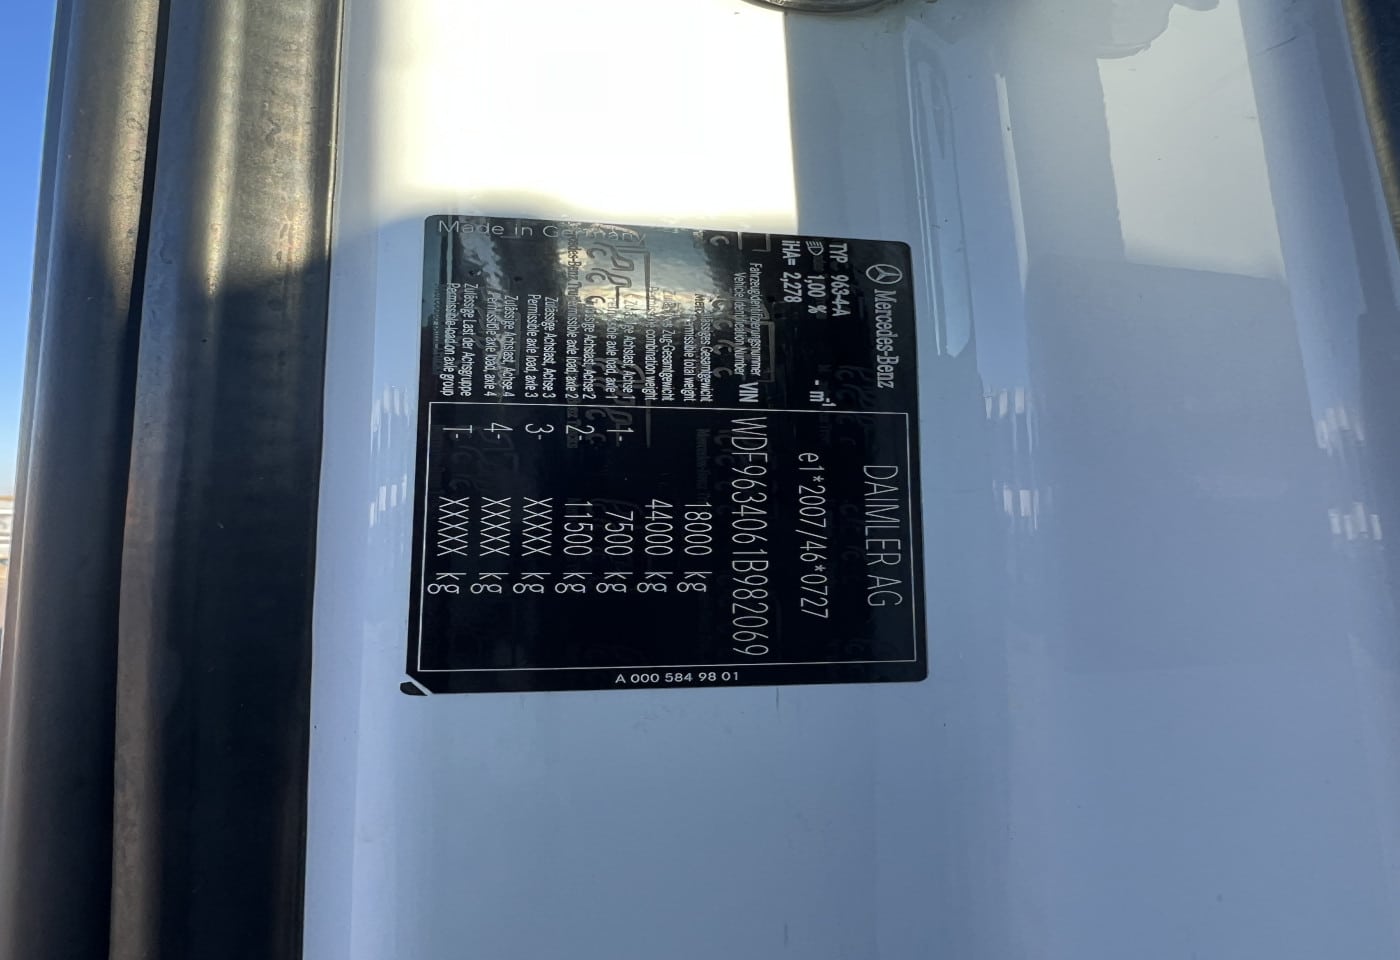 Mercedes-Benz DAIMLER AG
TYP 963-4-A
1,00 % - m-1 e1*2007/46*0727
iHA= 2,278
Fahrzeugidentifizierungsnummer
Vehicle Identification Number VIN WDF9634061B982069
Zulässiges Gesamtgewicht
Permissible total weight 18000 kg
Zulässiges Zug-Gesamtgewicht
combination weight 44000 kg
Zulässige Achslast, Achse 1
Permissible axle load, axle 1 1- 7500 kg
Zulässige Achslast, Achse 2
Permissible axle load, axle 2 2- 11500 kg
Zulässige Achslast, Achse 3
Permissible axle load, axle 3 3- XXXXX kg
Zulässige Achslast, Achse 4
Permissible axle load, axle 4 4- XXXXX kg
Zulässige Last der Achsgruppe
Permissible load on axle group T- XXXXX kg
Made in Germany
A 000 584 98 01